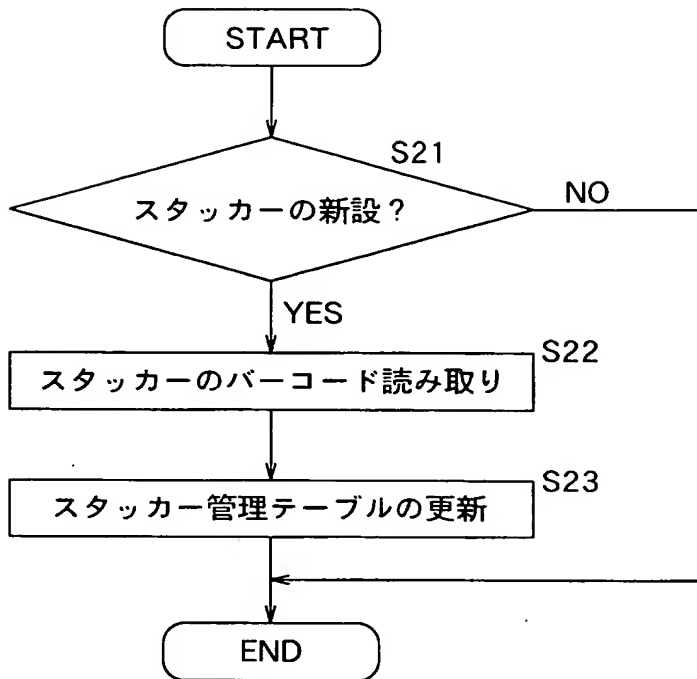 START
S21
スタッカーの新設？
NO
YES
S22
スタッカーのバーコード読み取り
S23
スタッカー管理テーブルの更新
END